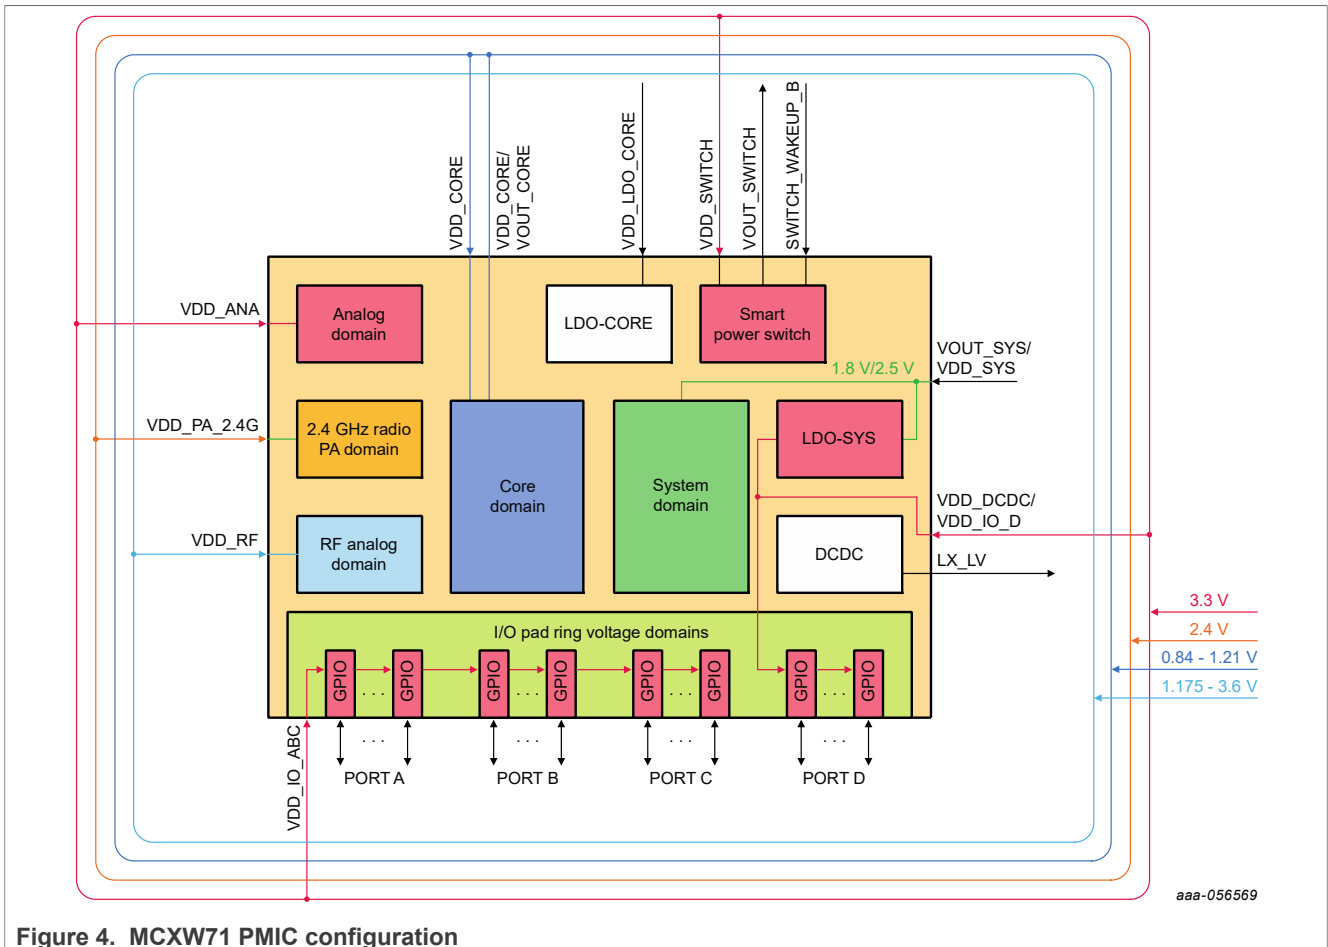 VDD_CORE
VDD_CORE/
VOUT_CORE
VDD_LDO_CORE
VDD_SWITCH
VOUT_SWITCH
SWITCH_WAKEUP_B
VDD_ANA
Analog
domain
LDO-CORE
Smart
power switch
VOUT_SYS/
VDD_SYS
1.8 V/2.5 V
VDD_PA_2.4G
2.4 GHz radio
PA domain
Core
domain
System
domain
LDO-SYS
VDD_DCDC/
VDD_IO_D
VDD_RF
RF analog
domain
DCDC
LX_LV
3.3 V
2.4 V
0.84 - 1.21 V
1.175 - 3.6 V
I/O pad ring voltage domains
GPIO
. . .
GPIO
GPIO
. . .
GPIO
GPIO
. . .
GPIO
GPIO
. . .
GPIO
VDD_IO_ABC
. . .
. . .
. . .
. . .
PORT A
PORT B
PORT C
PORT D
aaa-056569
Figure 4. MCXW71 PMIC configuration